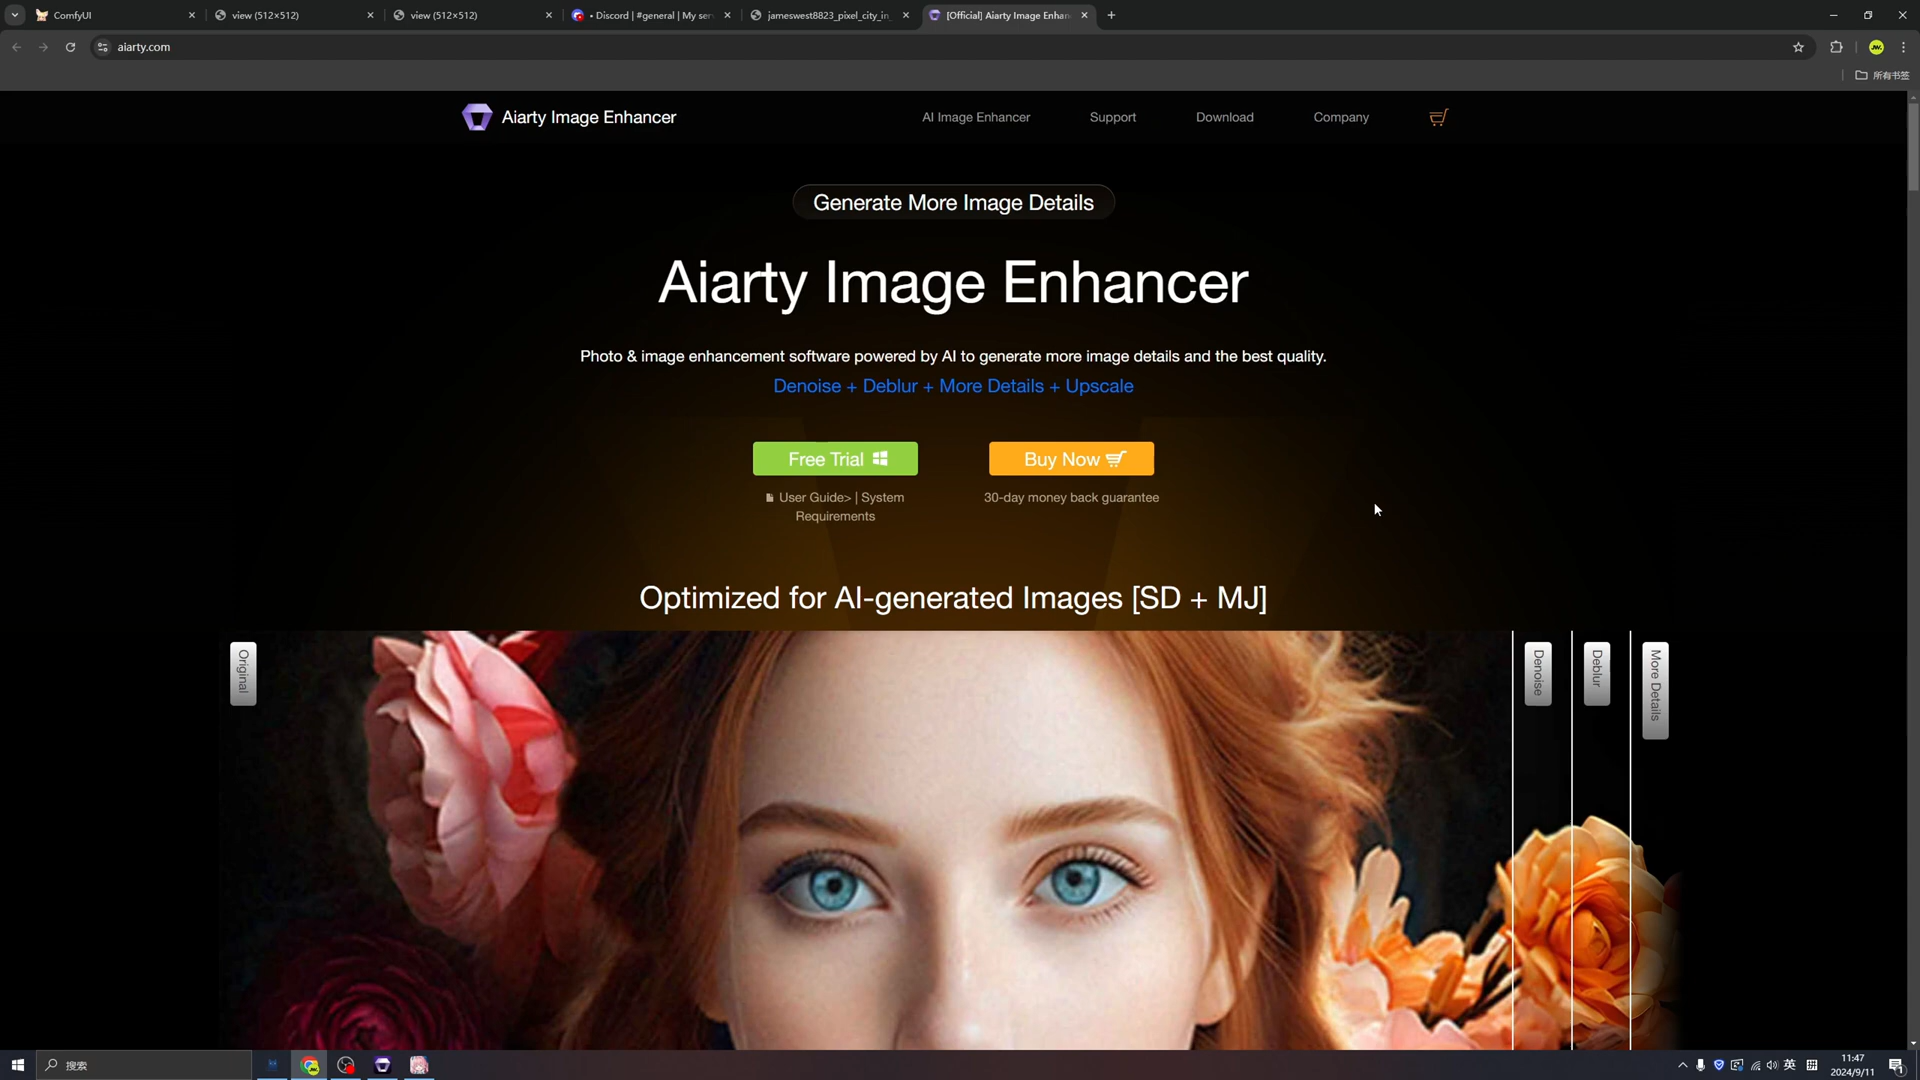 ComfyUI
view (512×512)
view (512×512)
• Discord | #general | My ser
jameswest8823_pixel_city_in_
[Official] Aiarty Image Enhan
aiarty.com
所有书签
Aiarty Image Enhancer
AI Image Enhancer
Support
Download
Company
Generate More Image Details
Aiarty Image Enhancer
Photo & image enhancement software powered by AI to generate more image details and the best quality.
Denoise + Deblur + More Details + Upscale
Free Trial
Buy Now
User Guide> | System
Requirements
30-day money back guarantee
Optimized for AI-generated Images [SD + MJ]
Original
Denoise
Deblur
More Details
搜索
英
11:47
2024/9/11